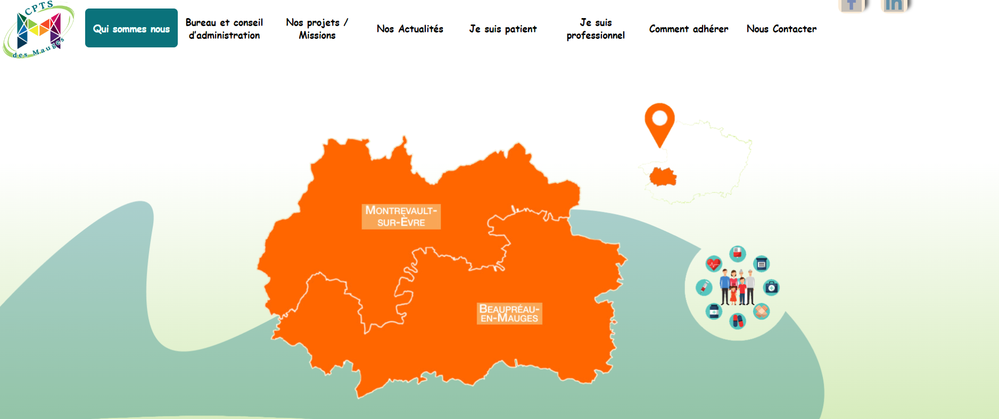 CPTS
des Mauges
Qui sommes nous
Bureau et conseil
d'administration
Nos projets /
Missions
Nos Actualités
Je suis patient
Je suis
professionnel
Comment adhérer
Nous Contacter
f
in
MONTREVAULT-
SUR-ÈVRE
BEAUPRÉAU-
EN-MAUGES